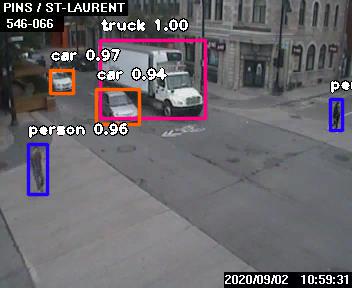 PINS / ST-LAURENT
546-066
truck 1.00
car 0.97
car 0.94
per
person 0.96
2020/09/02 10:59:31